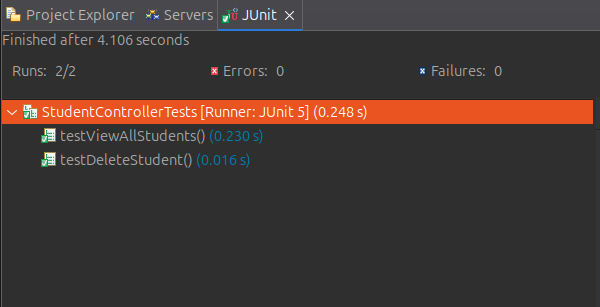 Project Explorer Servers JUnit
Finished after 4.106 seconds
Runs: 2/2 Errors: 0 Failures: 0
StudentControllerTests [Runner: JUnit 5] (0.248 s)
testViewAllStudents() (0.230 s)
testDeleteStudent() (0.016 s)